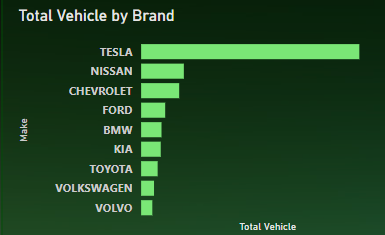 Total Vehicle by Brand
TESLA
NISSAN
CHEVROLET
FORD
BMW
KIA
TOYOTA
VOLKSWAGEN
VOLVO
Make
Total Vehicle